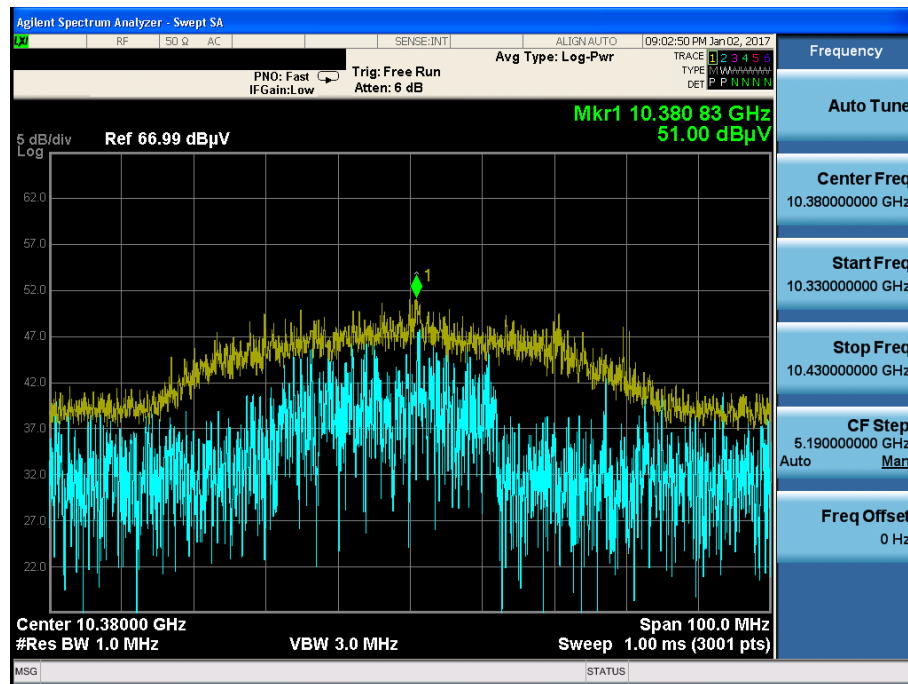 Agilent Spectrum Analyzer - Swept SA
LXI RF 50 Ω AC SENSE:INT ALIGN AUTO 09:02:50 PM Jan 02, 2017
Frequency
PNO: Fast Trig: Free Run Avg Type: Log-Pwr TRACE 1 2 3 4 5 6
IFGain:Low Atten: 6 dB TYPE M W W W W W
DET P P N N N N
Auto Tune
Mkr1 10.380 83 GHz
51.00 dBµV
5 dB/div Ref 66.99 dBµV
Log
Center Freq
10.380000000 GHz
62.0
57.0
52.0
47.0
42.0
37.0
32.0
27.0
22.0
1
Start Freq
10.330000000 GHz
Stop Freq
10.430000000 GHz
CF Step
5.190000000 GHz
Auto Man
Freq Offset
0 Hz
Center 10.38000 GHz Span 100.0 MHz
#Res BW 1.0 MHz VBW 3.0 MHz Sweep 1.00 ms (3001 pts)
MSG STATUS